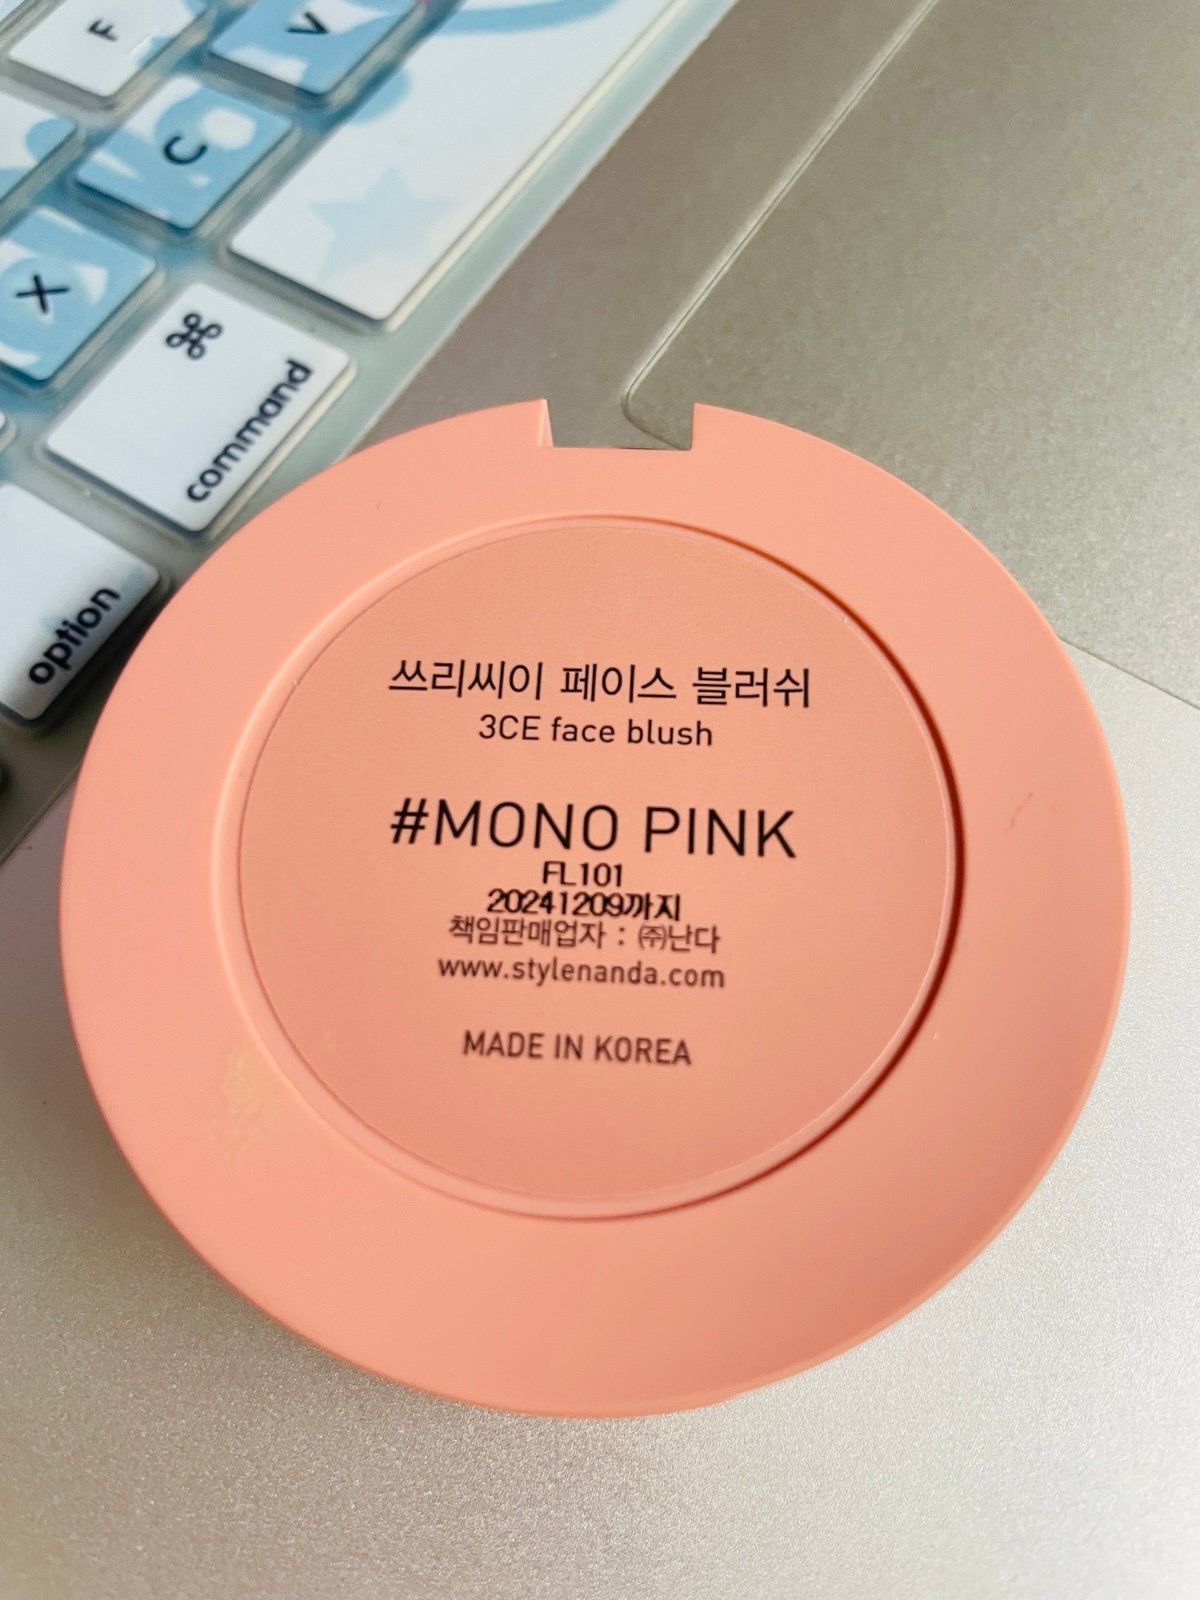 F
V
C
X
⌘
command
option
쓰리씨이 페이스 블러쉬
3CE face blush
#MONO PINK
FL101
20241209까지
책임판매업자 : ㈜난다
www.stylenanda.com
MADE IN KOREA